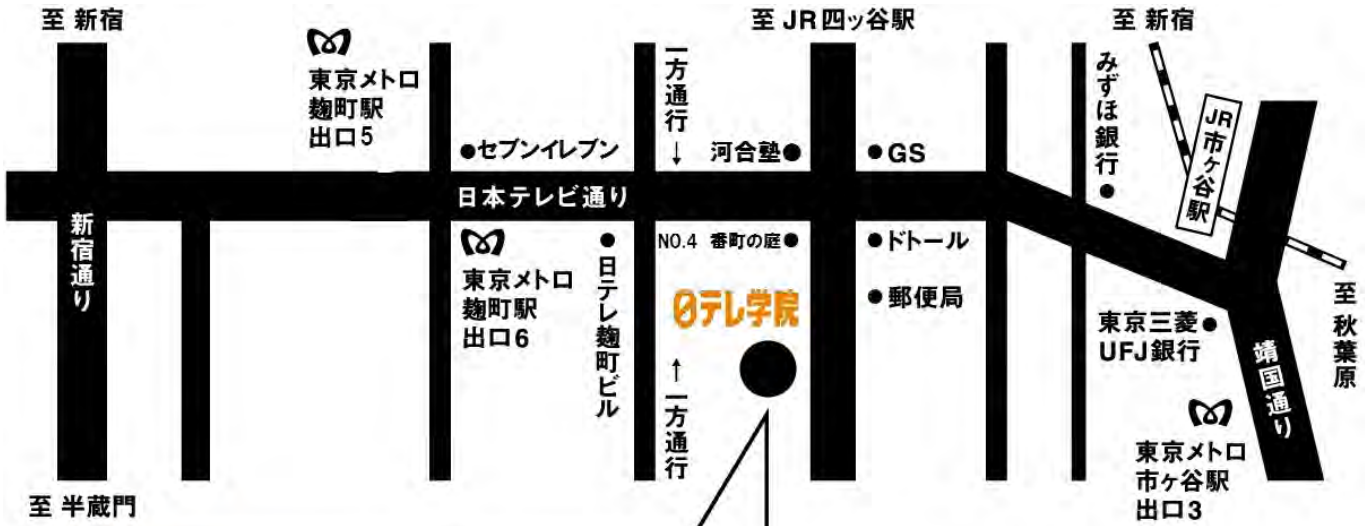 至 新宿
至 JR四ッ谷駅
至 新宿
東京メトロ
麹町駅
出口5
一方通行
↓
みずほ銀行●
JR市ヶ谷駅
●セブンイレブン
河合塾●
●GS
日本テレビ通り
新宿通り
東京メトロ
麹町駅
出口6
●日テレ麹町ビル
NO.4 番町の庭●
●ドトール
日テレ学院
●郵便局
↑
一方通行
東京三菱●
UFJ銀行
靖国通り
至 秋葉原
東京メトロ
市ヶ谷駅
出口3
至 半蔵門